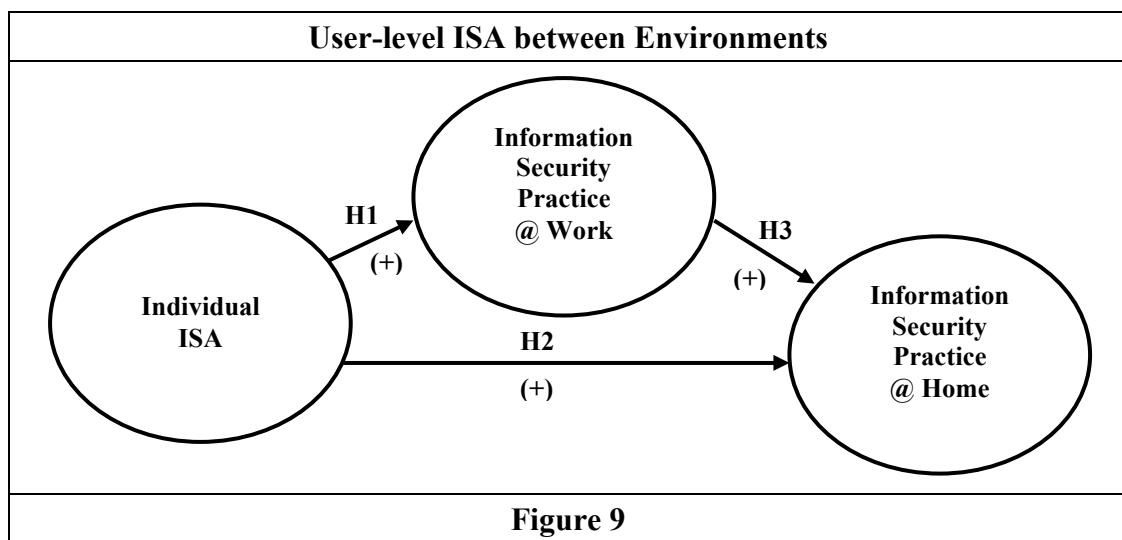 User-level ISA between Environments
Information
Security
Practice
@ Work
H1
(+)
H3
(+)
Individual
ISA
H2
(+)
Information
Security
Practice
@ Home
Figure 9